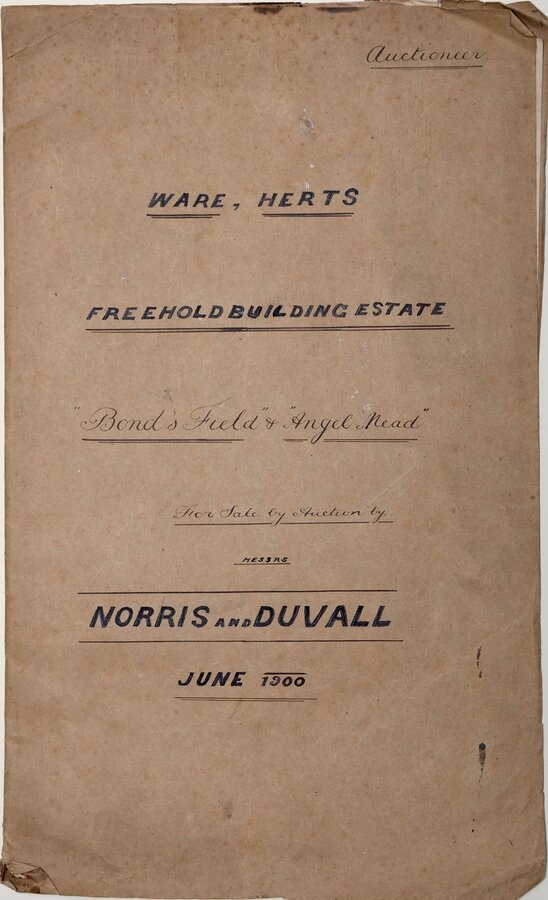 Auctioneer.
WARE, HERTS
FREEHOLD BUILDING ESTATE
"Bond's Field" & "Angel Mead"
For Sale by Auction by
MESSRS
NORRIS AND DUVALL
JUNE 1900